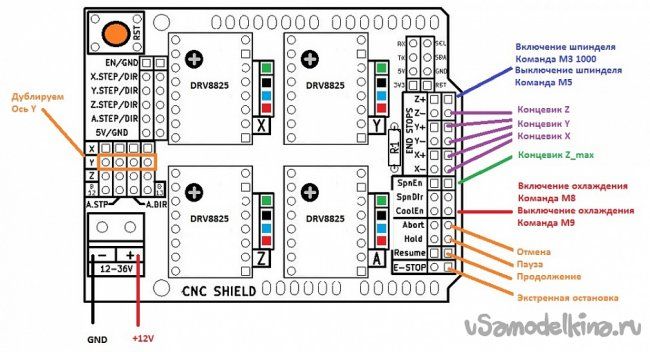 RST
EN/GND
X.STEP/DIR
Y.STEP/DIR
Z.STEP/DIR
A.STEP/DIR
5V/GND
Дублируем
Ось Y
X
Y
Z
D
12
D
13
A.STP
A.DIR
12-36V
GND
+12V
DRV8825
X
DRV8825
Y
DRV8825
Z
DRV8825
A
CNC SHIELD
RX
TX
5V
3V3
SCL
SDA
GND
RST
R1
END STOPS
Z+
Z-
Y+
Y-
X+
X-
SpnEn
SpnDir
CoolEn
Abort
Hold
Resume
E-STOP
Включение шпинделя
Команда M3 1000
Выключение шпинделя
Команда M5
Концевик Z
Концевик Y
Концевик X
Концевик Z_max
Включение охлаждения
Команда M8
Выключение охлаждения
Команда M9
Отмена
Пауза
Продолжение
Экстренная остановка
vSamodelkina.ru